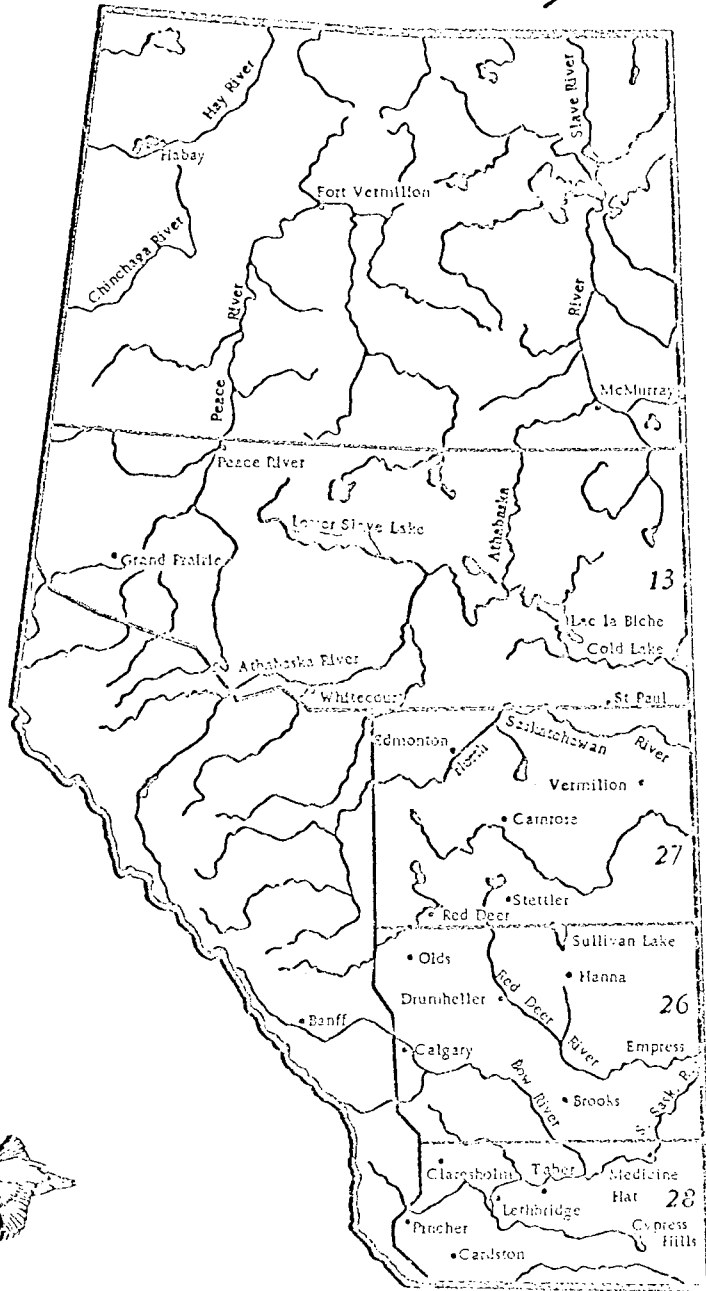 Hay River
Slave River
Habay
Fort Vermilion
Chinchaga River
River
River
Peace
McMurray
Peace River
Lesser Slave Lake
Athabaska
Grand Prairie
13
Lac la Biche
Cold Lake
Athabaska River
Whitecourt
St Paul
Edmonton
North
Saskatchewan
River
Vermilion
Camrose
27
Stettler
Red Deer
Sullivan Lake
Olds
Hanna
Drumheller
Red Deer
26
River
Empress
Banff
Calgary
Bow River
Brooks
S. Sask. R.
Claresholm
Taber
Medicine
Hat
28
Lethbridge
Pincher
Cypress
Hills
Cardston